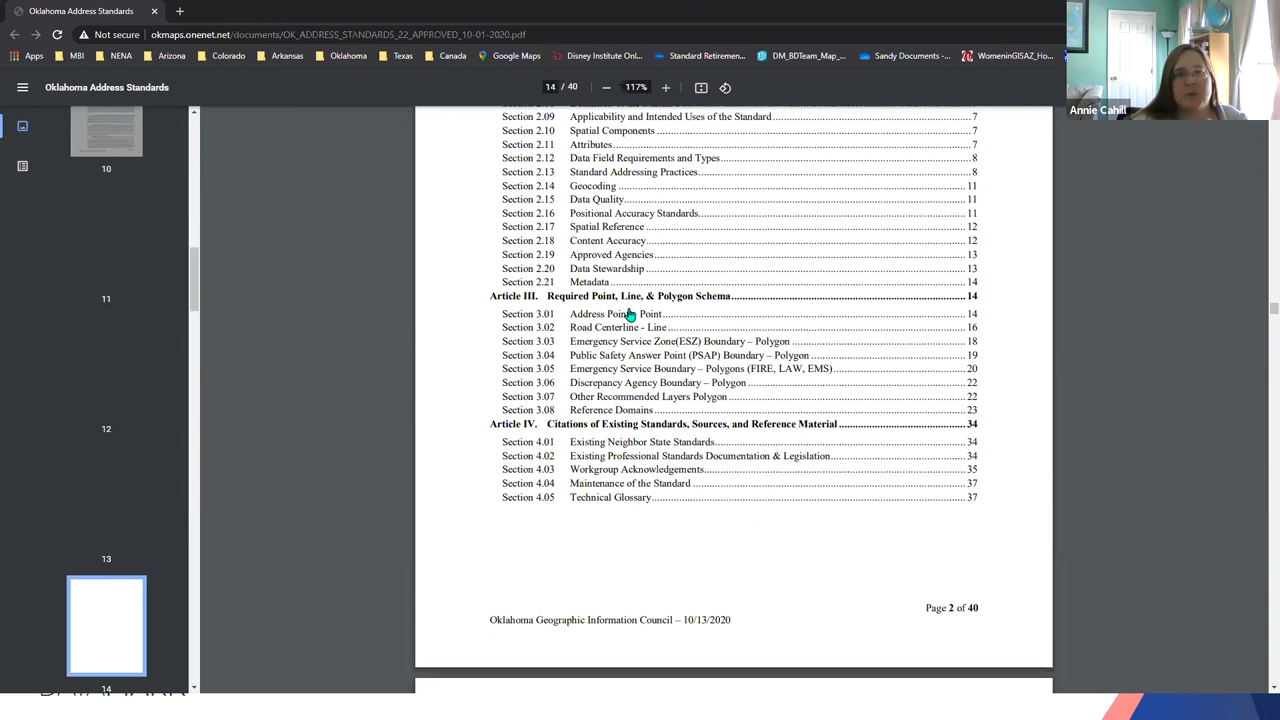 Oklahoma Address Standards
Not secure
okmaps.onenet.net/documents/OK_ADDRESS_STANDARDS_22_APPROVED_10-01-2020.pdf
Apps
MBI
NENA
Arizona
Colorado
Arkansas
Oklahoma
Texas
Canada
Google Maps
Disney Institute Onl...
Standard Retiremen...
DM_BDTeam_Map_...
Sandy Documents -...
WomeninGISAZ_Ho...
Oklahoma Address Standards
14 / 40
117%
Annie Cahill
10
11
12
13
14
Section 2.09 Applicability and Intended Uses of the Standard 7
Section 2.10 Spatial Components 7
Section 2.11 Attributes 7
Section 2.12 Data Field Requirements and Types 8
Section 2.13 Standard Addressing Practices 8
Section 2.14 Geocoding 11
Section 2.15 Data Quality 11
Section 2.16 Positional Accuracy Standards 11
Section 2.17 Spatial Reference 12
Section 2.18 Content Accuracy 12
Section 2.19 Approved Agencies 13
Section 2.20 Data Stewardship 13
Section 2.21 Metadata 14
Article III. Required Point, Line, & Polygon Schema 14
Section 3.01 Address Point - Point 14
Section 3.02 Road Centerline - Line 16
Section 3.03 Emergency Service Zone(ESZ) Boundary – Polygon 18
Section 3.04 Public Safety Answer Point (PSAP) Boundary – Polygon 19
Section 3.05 Emergency Service Boundary – Polygons (FIRE, LAW, EMS) 20
Section 3.06 Discrepancy Agency Boundary – Polygon 22
Section 3.07 Other Recommended Layers Polygon 22
Section 3.08 Reference Domains 23
Article IV. Citations of Existing Standards, Sources, and Reference Material 34
Section 4.01 Existing Neighbor State Standards 34
Section 4.02 Existing Professional Standards Documentation & Legislation 34
Section 4.03 Workgroup Acknowledgements 35
Section 4.04 Maintenance of the Standard 37
Section 4.05 Technical Glossary 37
Page 2 of 40
Oklahoma Geographic Information Council – 10/13/2020